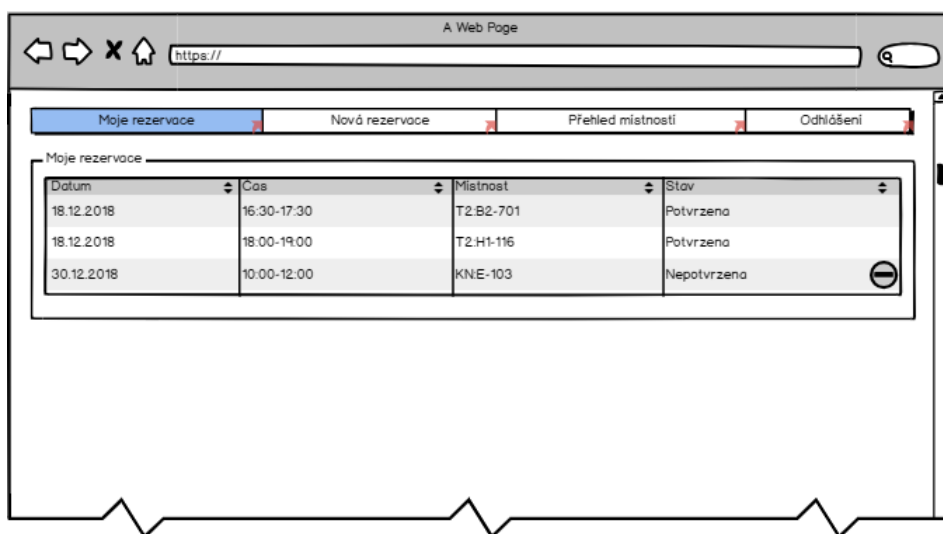 A Web Page
https://
Moje rezervace Nová rezervace Přehled místností Odhlášení
Moje rezervace
Datum Čas Místnost Stav
18.12.2018 16:30-17:30 T2:B2-701 Potvrzena
18.12.2018 18:00-19:00 T2:H1-116 Potvrzena
30.12.2018 10:00-12:00 KN:E-103 Nepotvrzena